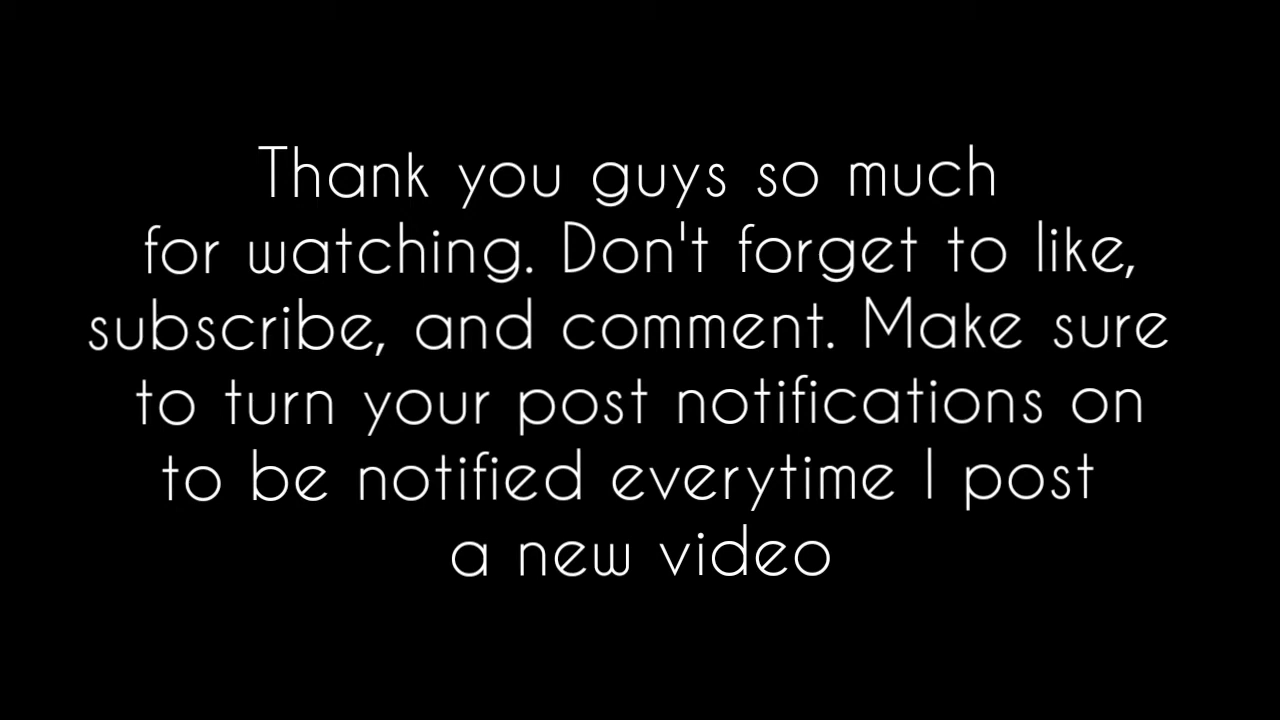 Thank you guys so much
for watching. Don't forget to like,
subscribe, and comment. Make sure
to turn your post notifications on
to be notified everytime I post
a new video